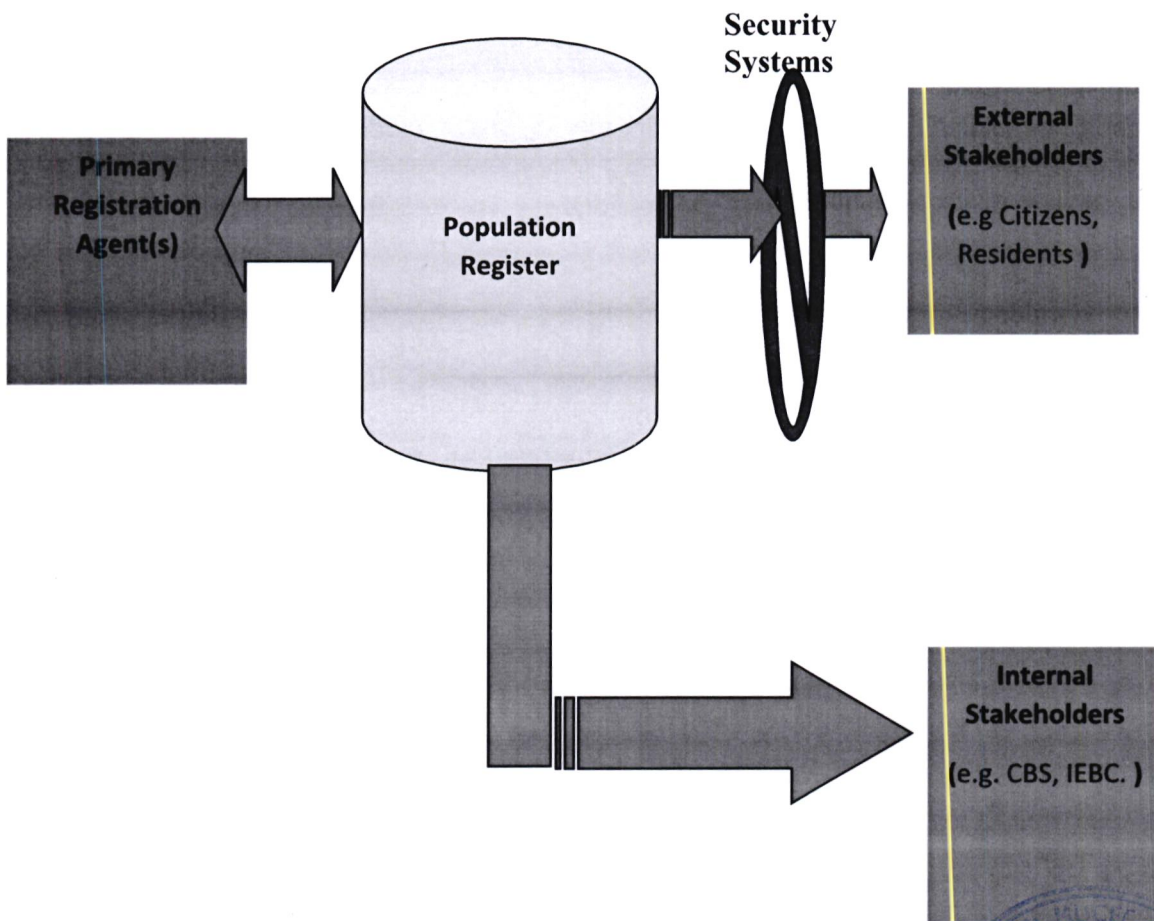 Security
Systems
Primary
Registration
Agent(s)
Population
Register
External
Stakeholders
(e.g Citizens,
Residents )
Internal
Stakeholders
(e.g. CBS, IEBC. )